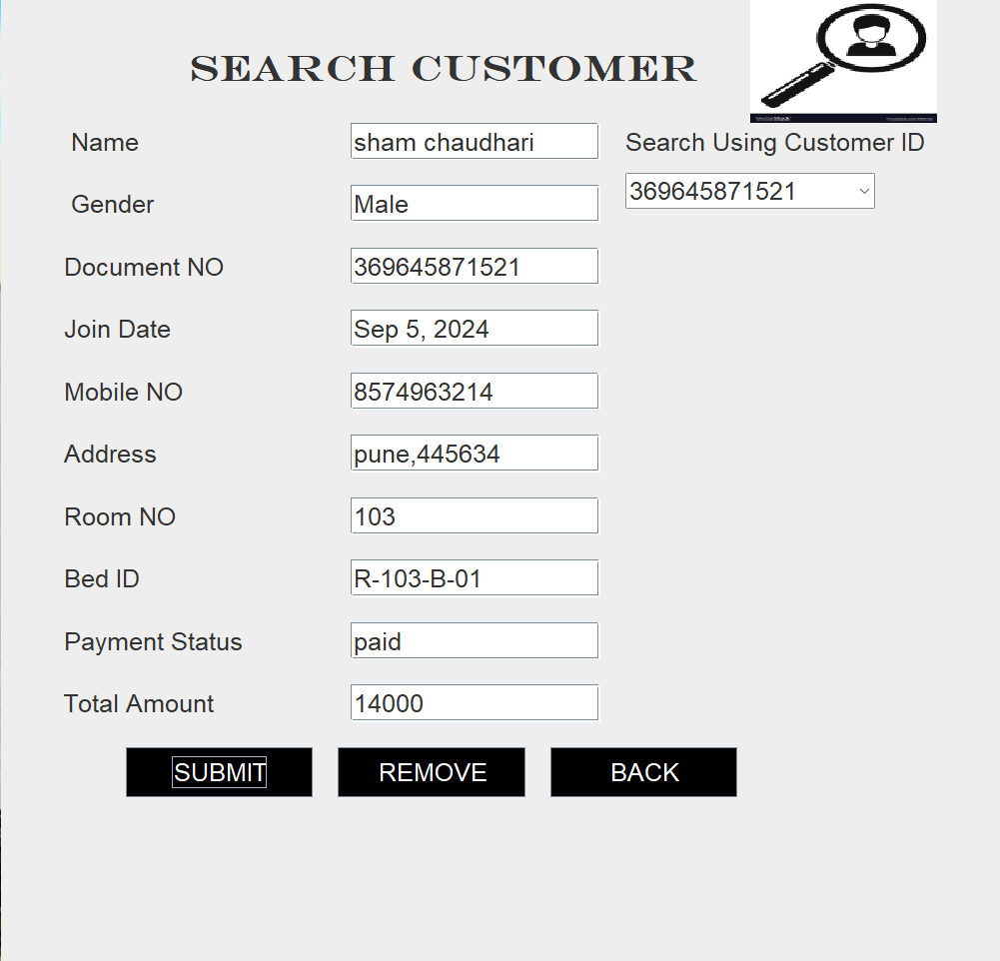 SEARCH CUSTOMER
Name sham chaudhari Search Using Customer ID
Gender Male 369645871521
Document NO 369645871521
Join Date Sep 5, 2024
Mobile NO 8574963214
Address pune,445634
Room NO 103
Bed ID R-103-B-01
Payment Status paid
Total Amount 14000
SUBMIT REMOVE BACK